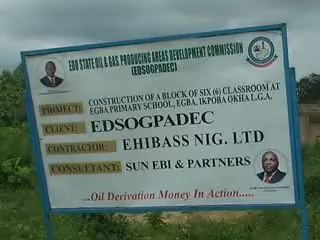 EDO STATE OIL & GAS PRODUCING AREAS DEVELOPMENT COMMISSION
(EDSOGPADEC)
PROJECT: CONSTRUCTION OF A BLOCK OF SIX (6) CLASSROOM AT
EGBA PRIMARY SCHOOL, EGBA, IKPOBA OKHA L.G.A.
CLIENT: EDSOGPADEC
CONTRACTOR: EHIBASS NIG. LTD
CONSULTANT: SUN EBI & PARTNERS
...Oil Derivation Money In Action.....